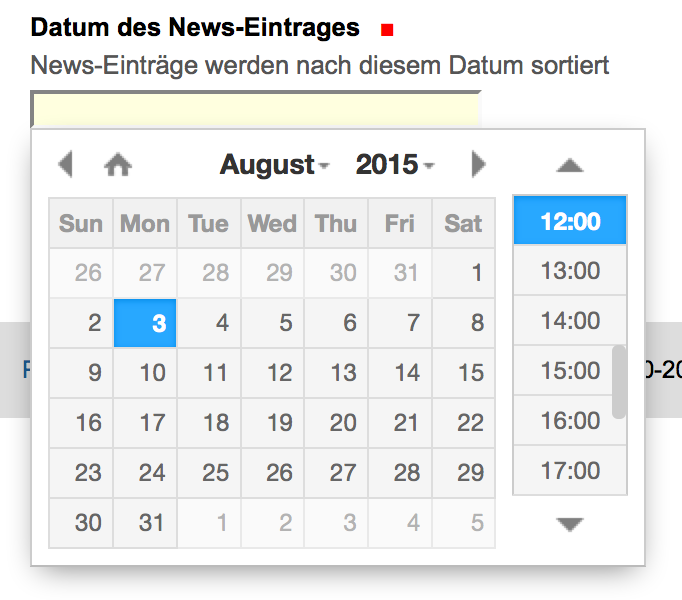 Datum des News-Eintrages
News-Einträge werden nach diesem Datum sortiert
August 2015
Sun Mon Tue Wed Thu Fri Sat
26 27 28 29 30 31 1
2 3 4 5 6 7 8
9 10 11 12 13 14 15
16 17 18 19 20 21 22
23 24 25 26 27 28 29
30 31 1 2 3 4 5
12:00
13:00
14:00
15:00
16:00
17:00